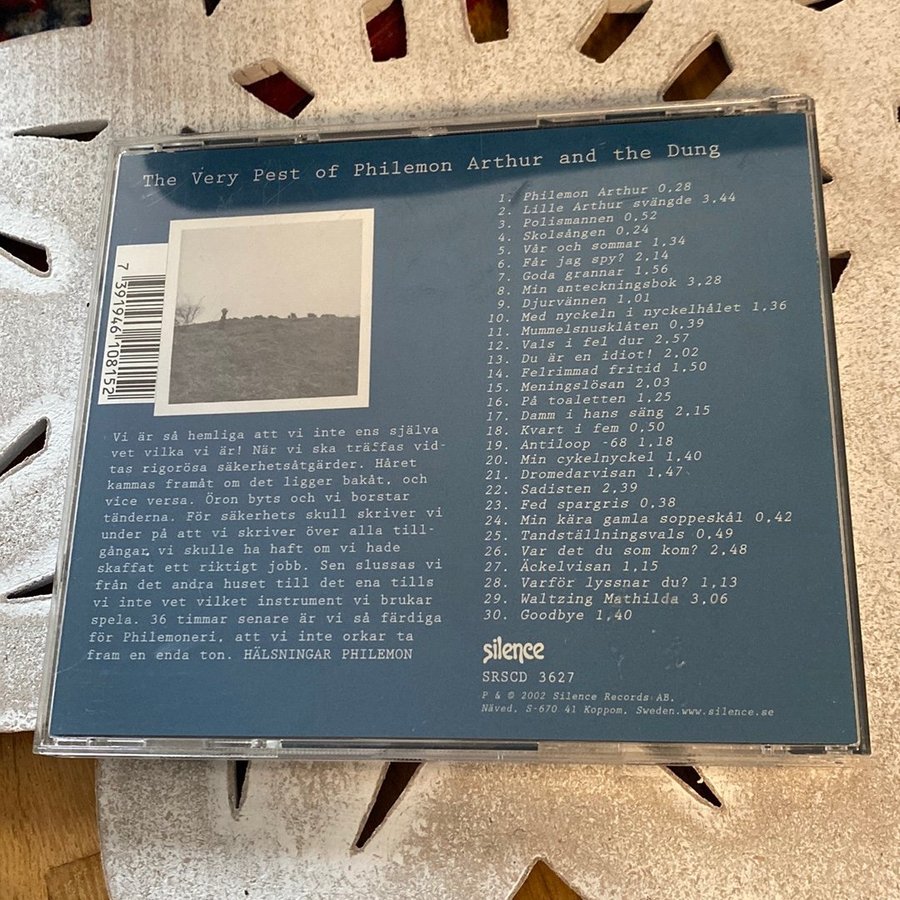 The Very Pest of Philemon Arthur and the Dung
7 391946 108152
Vi är så hemliga att vi inte ens själva
vet vilka vi är! När vi ska träffas vid-
tas rigorösa säkerhetsåtgärder. Håret
kammas framåt om det ligger bakåt, och
vice versa. Öron byts och vi borstar
tänderna. För säkerhets skull skriver vi
under på att vi skriver över alla till-
gångar, vi skulle ha haft om vi hade
skaffat ett riktigt jobb. Sen slussas vi
från det andra huset till det ena tills
vi inte vet vilket instrument vi brukar
spela. 36 timmar senare är vi så färdiga
för Philemoneri, att vi inte orkar ta
fram en enda ton. HÄLSNINGAR PHILEMON
1. Philemon Arthur 0,28
2. Lille Arthur svängde 3,44
3. Polismannen 0,52
4. Skolsången 0,24
5. Vår och sommar 1,34
6. Får jag spy? 2,14
7. Goda grannar 1,56
8. Min anteckningsbok 3,28
9. Djurvännen 1,01
10. Med nyckeln i nyckelhålet 1,36
11. Mummelsnusklåten 0,39
12. Vals i fel dur 2,57
13. Du är en idiot! 2,02
14. Felrimmad fritid 1,50
15. Meningslösan 2,03
16. På toaletten 1,25
17. Damm i hans säng 2,15
18. Kvart i fem 0,50
19. Antiloop -68 1,18
20. Min cykelnyckel 1,40
21. Dromedarvisan 1,47
22. Sadisten 2,39
23. Fed spargris 0,38
24. Min kära gamla soppeskål 0,42
25. Tandställningsvals 0,49
26. Var det du som kom? 2,48
27. Äckelvisan 1,15
28. Varför lyssnar du? 1,13
29. Waltzing Mathilda 3,06
30. Goodbye 1,40
silence
SRSCD 3627
P & © 2002 Silence Records AB,
Näved, S-670 41 Koppom, Sweden.www.silence.se